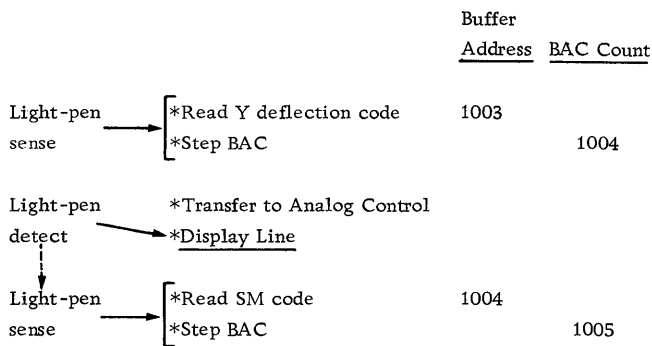 Buffer
Address BAC Count
Light-pen *Read Y deflection code 1003
sense *Step BAC 1004
Light-pen *Transfer to Analog Control
detect *Display Line
Light-pen *Read SM code 1004
sense *Step BAC 1005